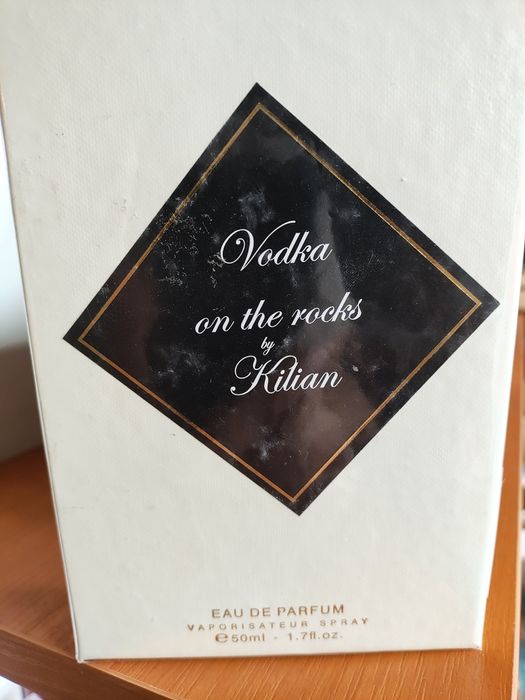 Vodka
on the rocks
by
Kilian
EAU DE PARFUM
VAPORISATEUR SPRAY
℮50ml - 1.7fl.oz.